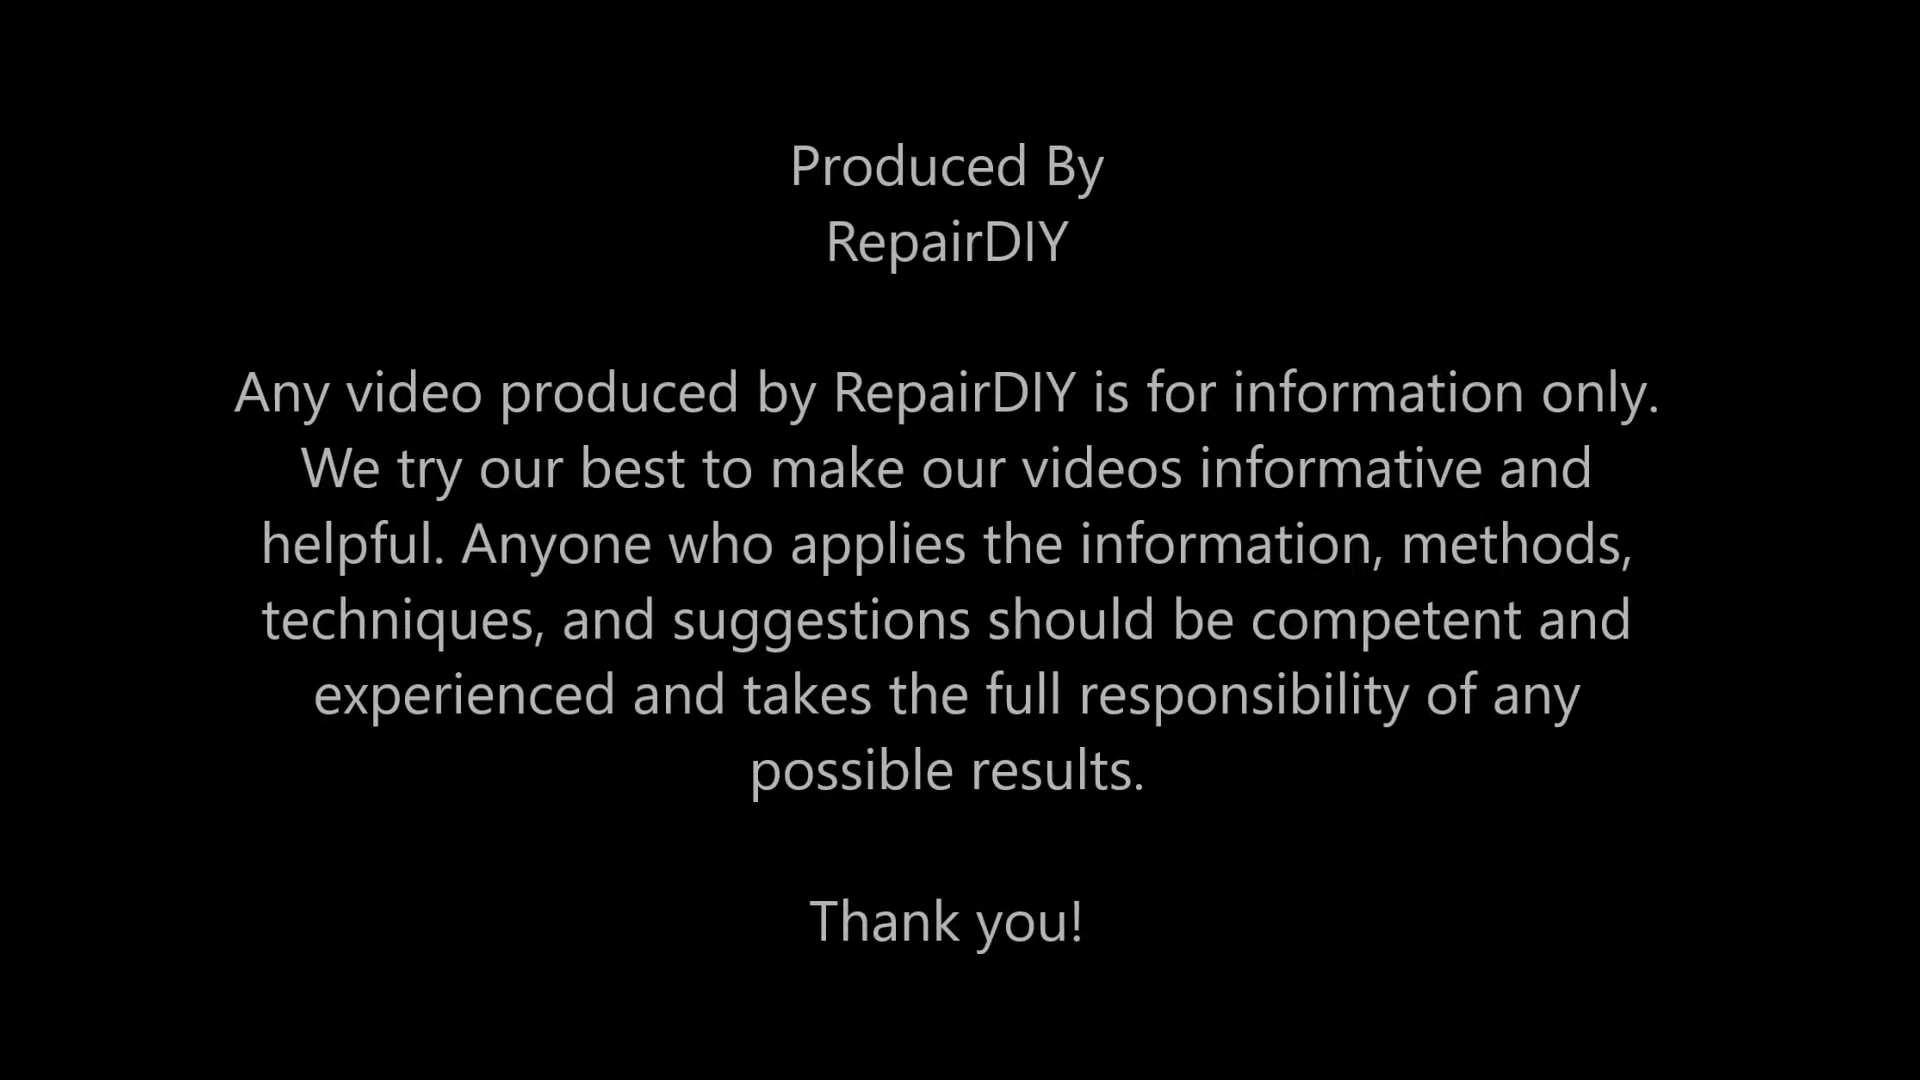 Produced By
RepairDIY
Any video produced by RepairDIY is for information only.
We try our best to make our videos informative and
helpful. Anyone who applies the information, methods,
techniques, and suggestions should be competent and
experienced and takes the full responsibility of any
possible results.
Thank you!